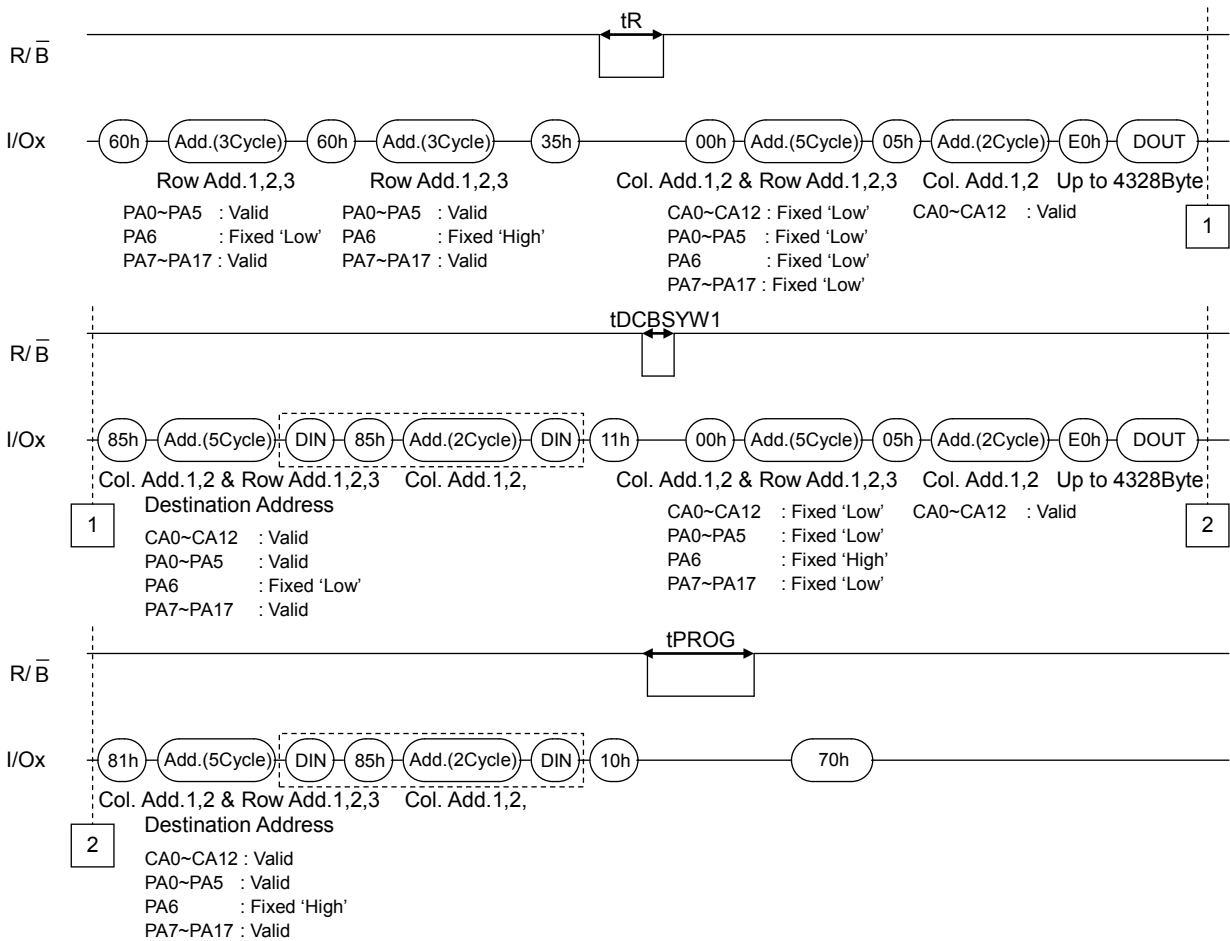 tR
R/B̅
I/Ox 60h Add.(3Cycle) 60h Add.(3Cycle) 35h 00h Add.(5Cycle) 05h Add.(2Cycle) E0h DOUT
Row Add.1,2,3 Row Add.1,2,3 Col. Add.1,2 & Row Add.1,2,3 Col. Add.1,2 Up to 4328Byte
PA0~PA5 : Valid PA0~PA5 : Valid CA0~CA12 : Fixed ‘Low’ CA0~CA12 : Valid
PA6 : Fixed ‘Low’ PA6 : Fixed ‘High’ PA0~PA5 : Fixed ‘Low’
PA7~PA17 : Valid PA7~PA17 : Valid PA6 : Fixed ‘Low’
PA7~PA17 : Fixed ‘Low’
1
tDCBSYW1
R/B̅
I/Ox 85h Add.(5Cycle) DIN 85h Add.(2Cycle) DIN 11h 00h Add.(5Cycle) 05h Add.(2Cycle) E0h DOUT
Col. Add.1,2 & Row Add.1,2,3 Col. Add.1,2, Col. Add.1,2 & Row Add.1,2,3 Col. Add.1,2 Up to 4328Byte
1 Destination Address
CA0~CA12 : Valid CA0~CA12 : Fixed ‘Low’ CA0~CA12 : Valid
PA0~PA5 : Valid PA0~PA5 : Fixed ‘Low’
PA6 : Fixed ‘Low’ PA6 : Fixed ‘High’
PA7~PA17 : Valid PA7~PA17 : Fixed ‘Low’
2
tPROG
R/B̅
I/Ox 81h Add.(5Cycle) DIN 85h Add.(2Cycle) DIN 10h 70h
Col. Add.1,2 & Row Add.1,2,3 Col. Add.1,2,
2 Destination Address
CA0~CA12 : Valid
PA0~PA5 : Valid
PA6 : Fixed ‘High’
PA7~PA17 : Valid